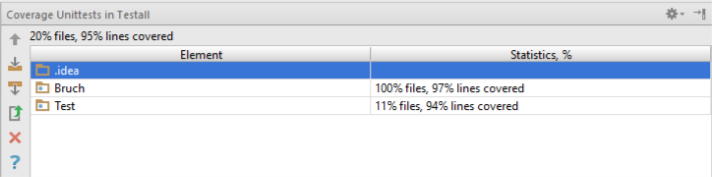 Coverage Unittests in Testall
20% files, 95% lines covered
Element Statistics, %
.idea
Bruch 100% files, 97% lines covered
Test 11% files, 94% lines covered
?